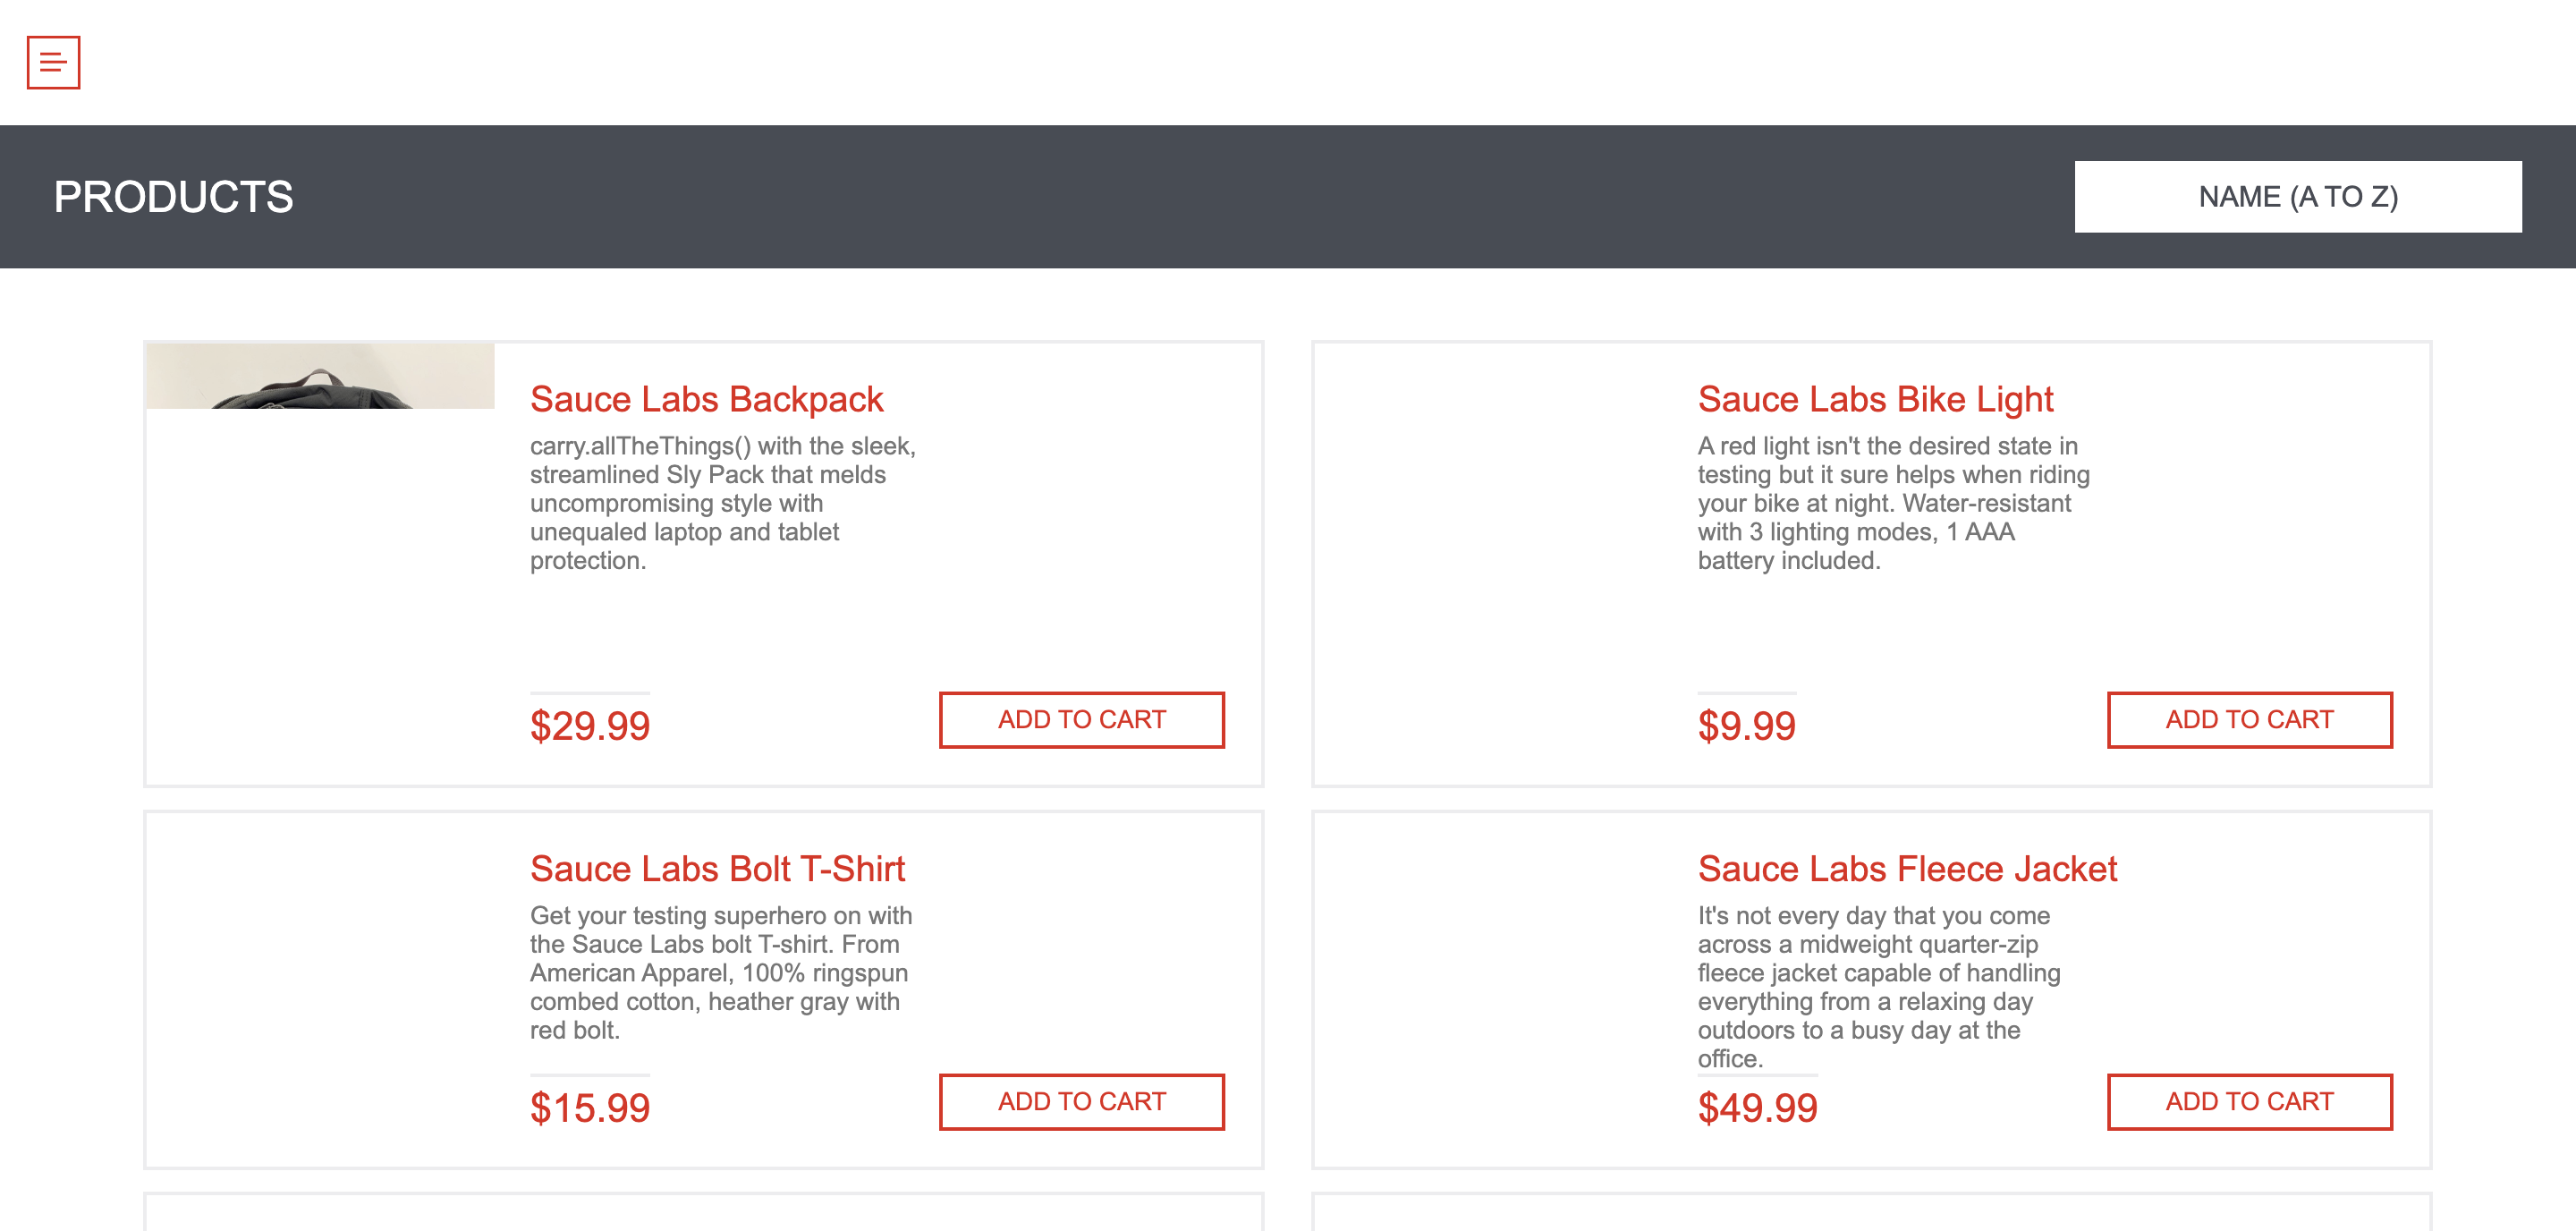 PRODUCTS
NAME (A TO Z)
Sauce Labs Backpack
carry.allTheThings() with the sleek,
streamlined Sly Pack that melds
uncompromising style with
unequaled laptop and tablet
protection.
$29.99
ADD TO CART
Sauce Labs Bike Light
A red light isn't the desired state in
testing but it sure helps when riding
your bike at night. Water-resistant
with 3 lighting modes, 1 AAA
battery included.
$9.99
ADD TO CART
Sauce Labs Bolt T-Shirt
Get your testing superhero on with
the Sauce Labs bolt T-shirt. From
American Apparel, 100% ringspun
combed cotton, heather gray with
red bolt.
$15.99
ADD TO CART
Sauce Labs Fleece Jacket
It's not every day that you come
across a midweight quarter-zip
fleece jacket capable of handling
everything from a relaxing day
outdoors to a busy day at the
office.
$49.99
ADD TO CART